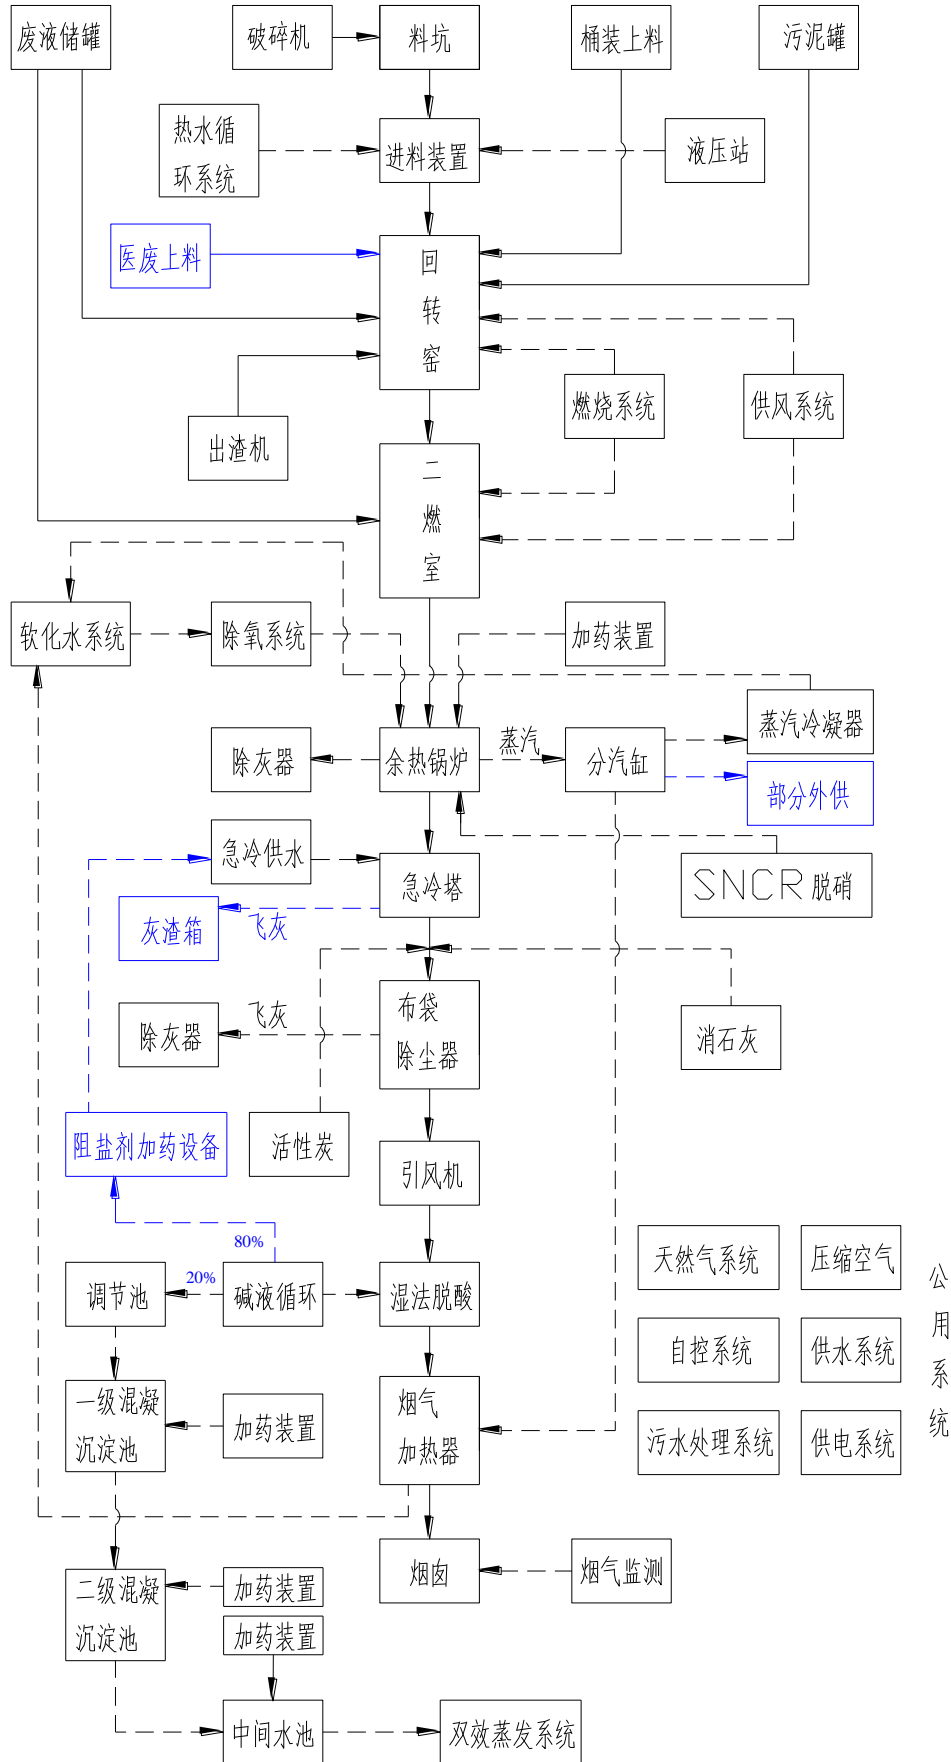 废液储罐
破碎机
料坑
桶装上料
污泥罐
热水循
环系统
进料装置
液压站
医废上料
回
转
窑
燃烧系统
供风系统
出渣机
二
燃
室
软化水系统
除氧系统
加药装置
蒸汽冷凝器
除灰器
余热锅炉
蒸汽
分汽缸
部分外供
急冷供水
急冷塔
SNCR 脱硝
灰渣箱
飞灰
布袋
除尘器
除灰器
飞灰
消石灰
阻盐剂加药设备
活性炭
引风机
80%
20%
调节池
碱液循环
湿法脱酸
天然气系统
压缩空气
公
用
系
统
自控系统
供水系统
污水处理系统
供电系统
一级混凝
沉淀池
加药装置
烟气
加热器
二级混凝
沉淀池
加药装置
加药装置
烟囱
烟气监测
中间水池
双效蒸发系统